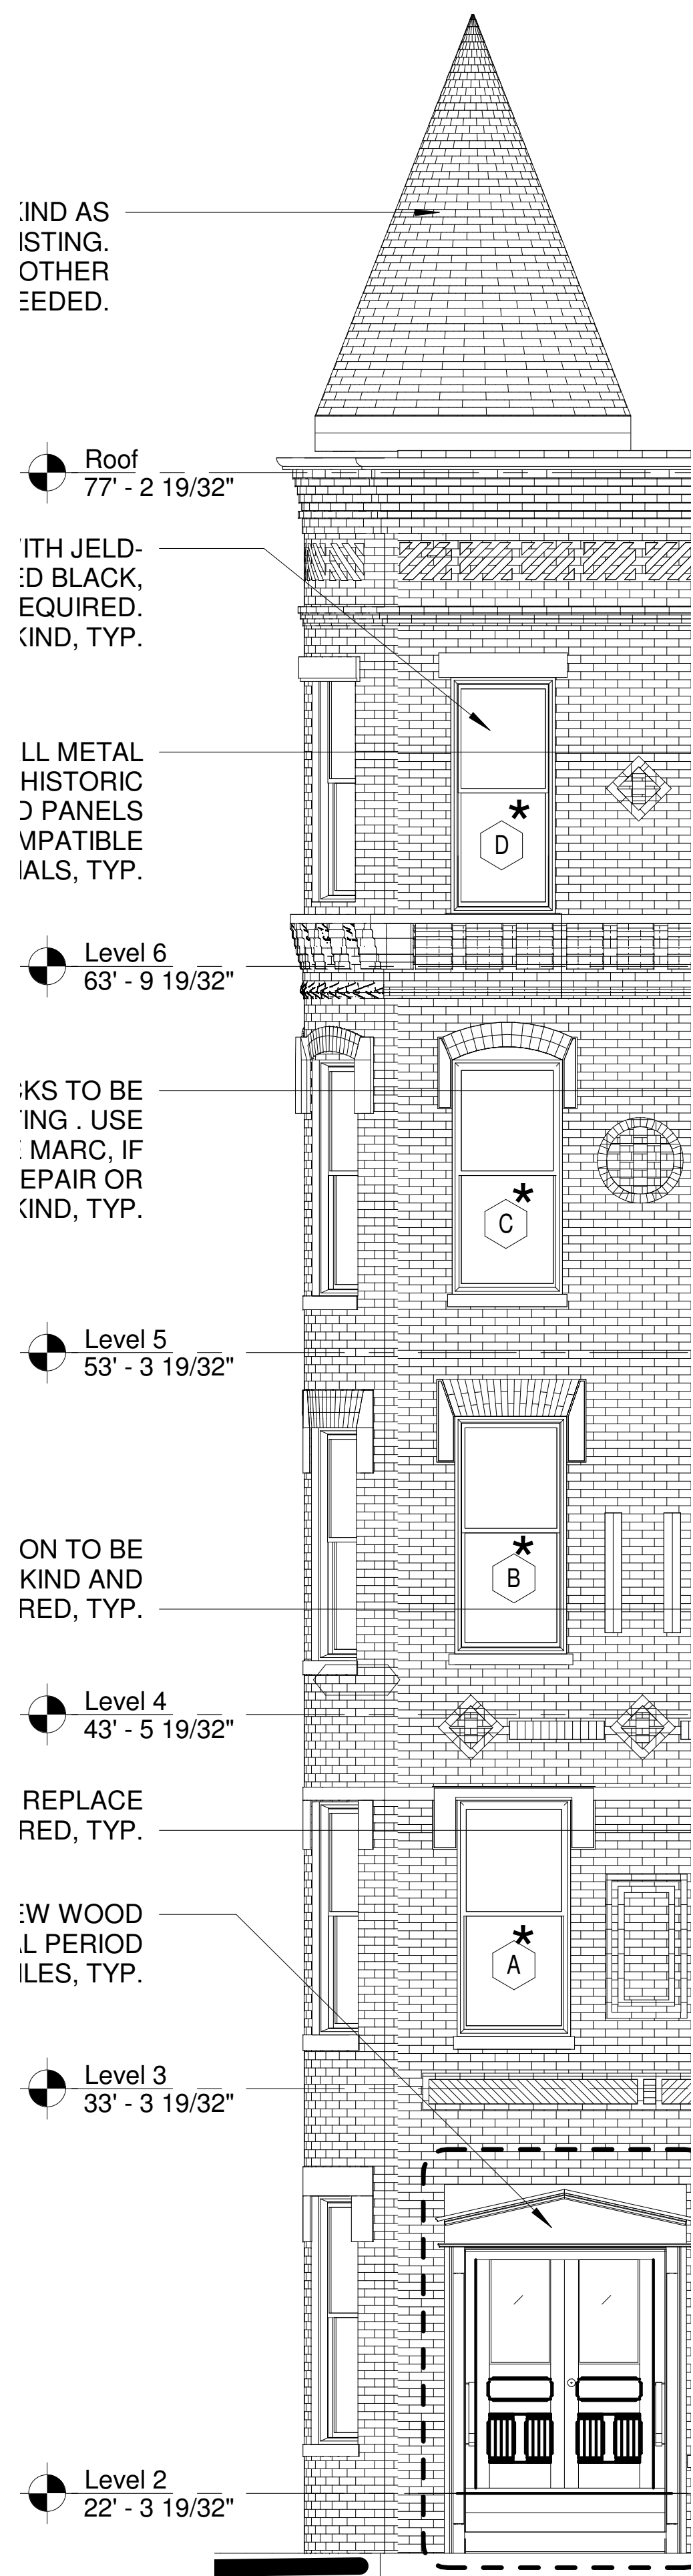 KIND AS
ISTING.
OTHER
EEDED.
Roof
77' - 2 19/32"
ITH JELD-
ED BLACK,
EQUIRED.
KIND, TYP.
LL METAL
HISTORIC
D PANELS
MPATIBLE
IALS, TYP.
*
D
Level 6
63' - 9 19/32"
CKS TO BE
TING . USE
E MARC, IF
EPAIR OR
KIND, TYP.
*
C
Level 5
53' - 3 19/32"
ON TO BE
KIND AND
RED, TYP.
*
B
Level 4
43' - 5 19/32"
REPLACE
RED, TYP.
EW WOOD
AL PERIOD
ILES, TYP.
*
A
Level 3
33' - 3 19/32"
Level 2
22' - 3 19/32"